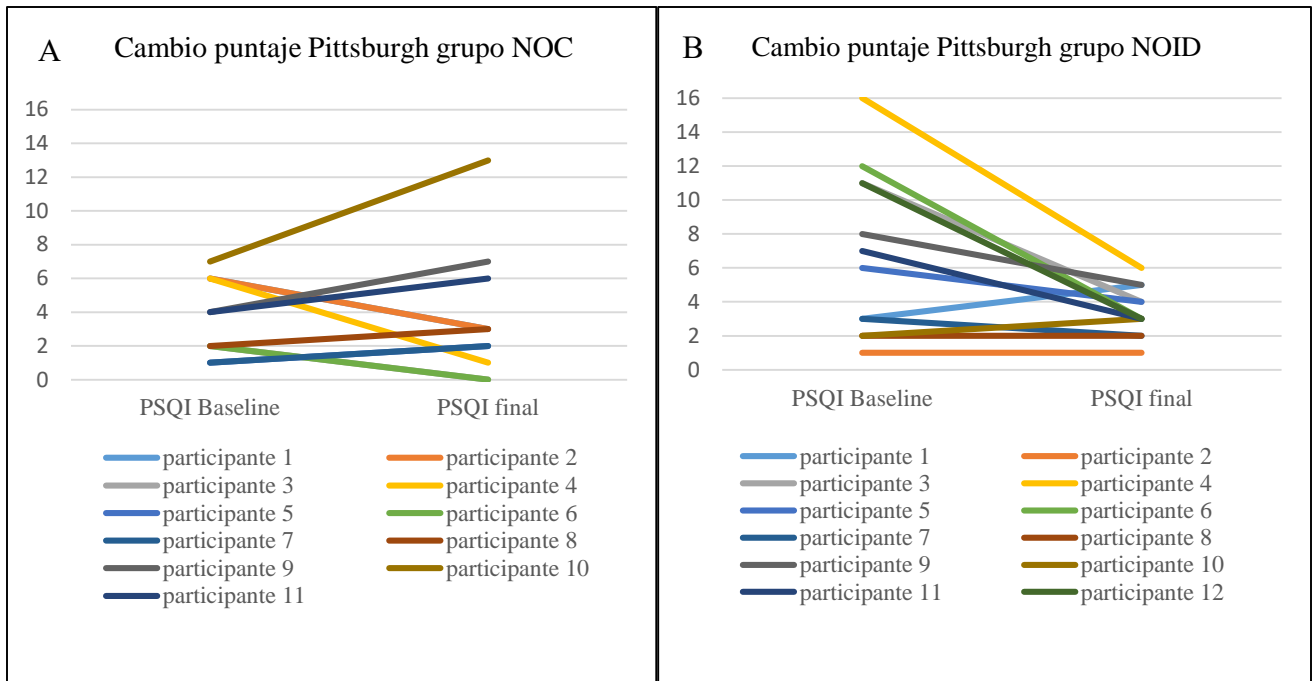 A Cambio puntaje Pittsburgh grupo NOC
16
14
12
10
8
6
4
2
0
PSQI Baseline PSQI final
participante 1 participante 2
participante 3 participante 4
participante 5 participante 6
participante 7 participante 8
participante 9 participante 10
participante 11
B Cambio puntaje Pittsburgh grupo NOID
16
14
12
10
8
6
4
2
0
PSQI Baseline PSQI final
participante 1 participante 2
participante 3 participante 4
participante 5 participante 6
participante 7 participante 8
participante 9 participante 10
participante 11 participante 12